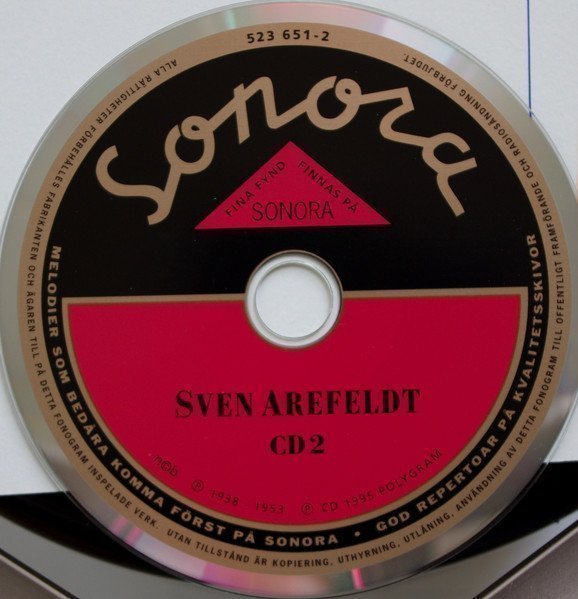 523 651-2
ALLA RÄTTIGHETER FÖRBEHÅLLES FABRIKANTEN OCH ÄGAREN TILL PÅ DETTA FONOGRAM INSPELADE VERK. UTAN TILLSTÅND ÄR KOPIERING, UTHYRNING, UTLÅNING, ANVÄNDNING AV DETTA FONOGRAM TILL OFFENTLIGT FRAMFÖRANDE OCH RADIOSÄNDNING FÖRBJUDET.
Sonora
FINA FYND FINNAS PÅ
SONORA
MELODIER SOM BEDÅRA KOMMA FÖRST PÅ SONORA • GOD REPERTOAR PÅ KVALITETSSKIVOR
SVEN AREFELDT
CD 2
n©b ℗ 1938 - 1953 ℗ CD 1995 POLYGRAM